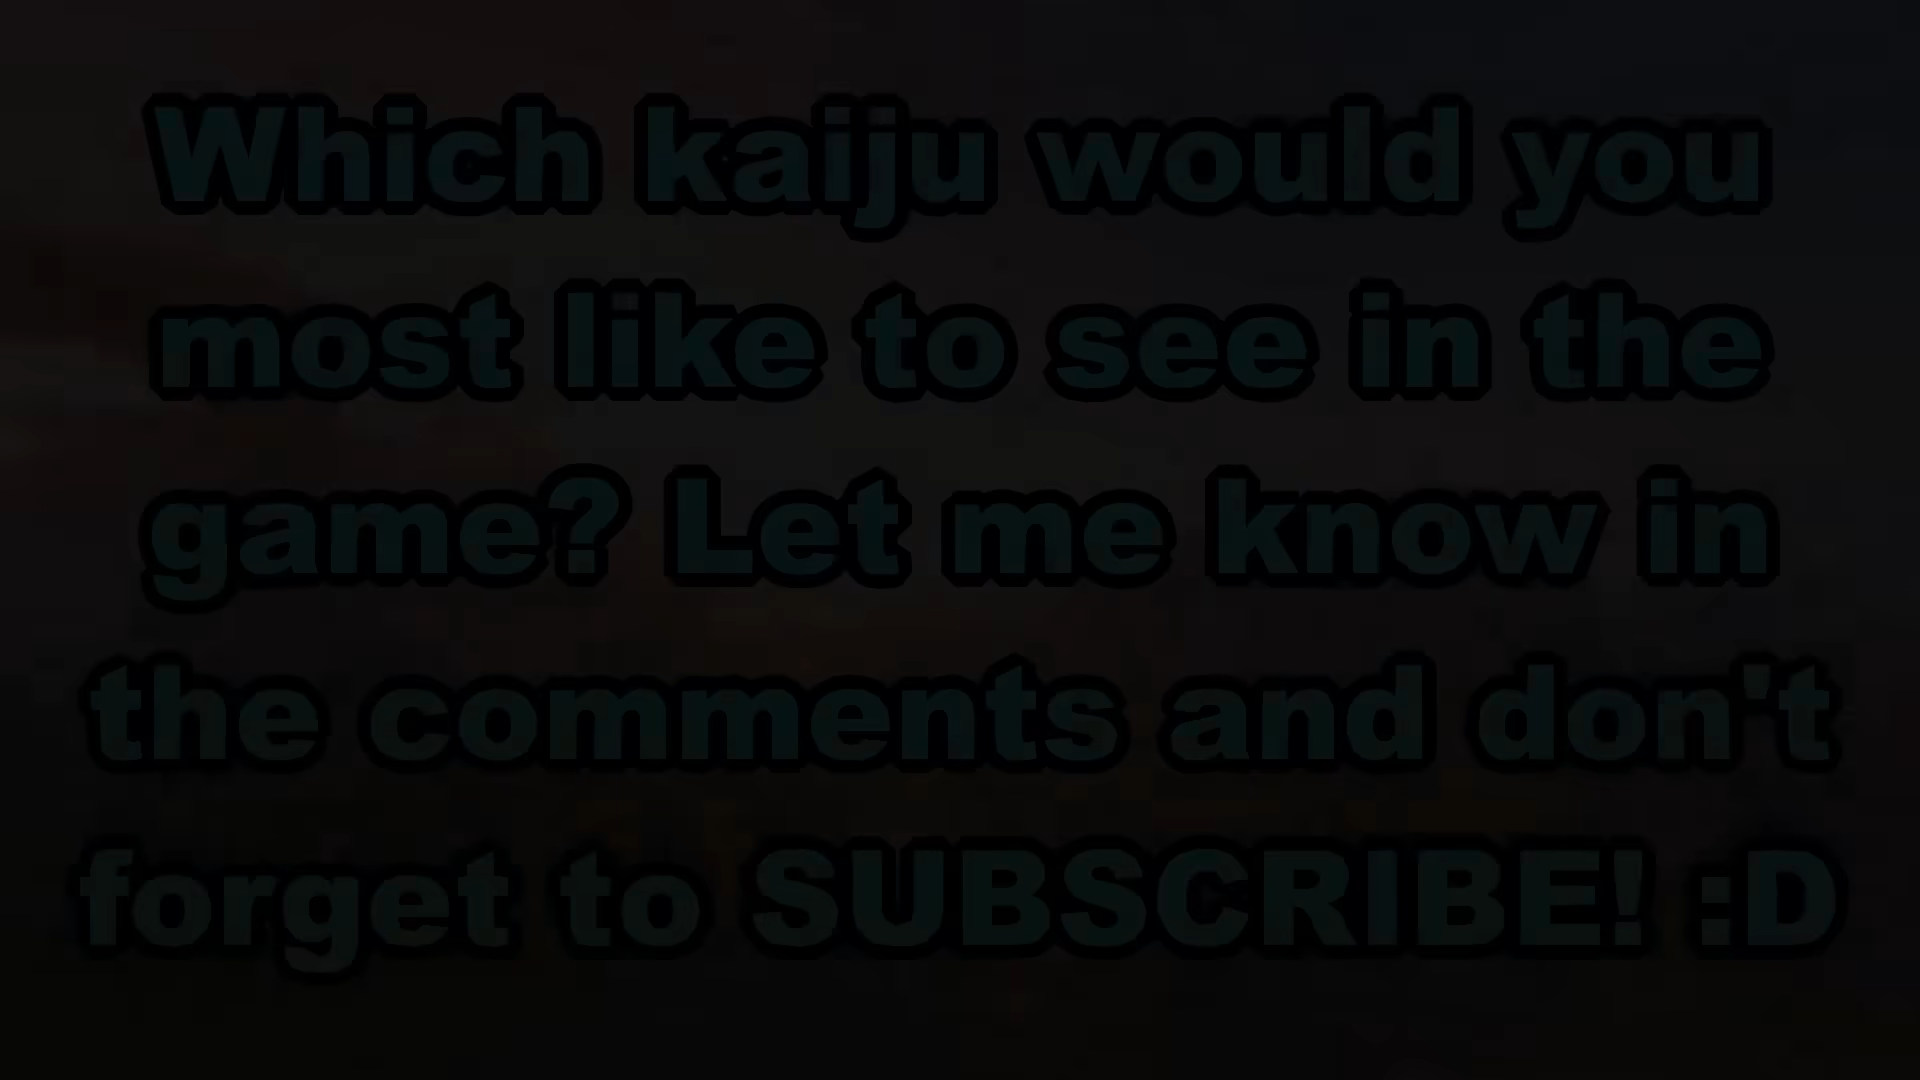 Which kaiju would you
most like to see in the
game? Let me know in
the comments and don't
forget to SUBSCRIBE! :D